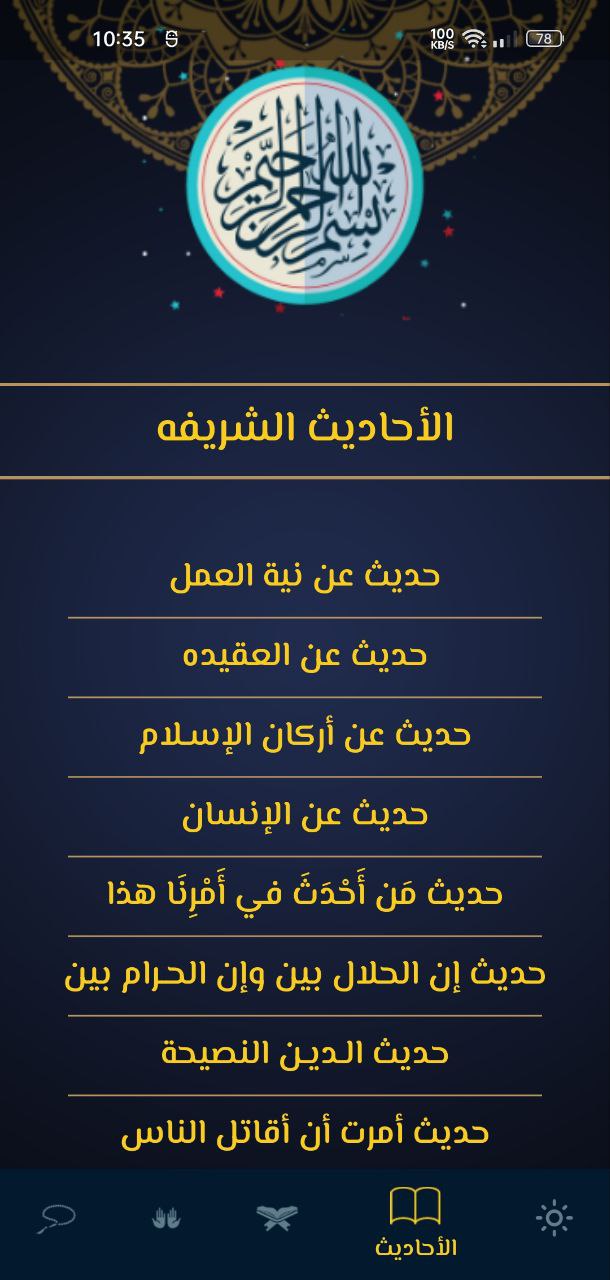 10:35
100
KB/S
78
بسم الله الرحمن الرحيم
الأحاديث الشريفه
حديث عن نية العمل
حديث عن العقيده
حديث عن أركان الإسلام
حديث عن الإنسان
حديث مَن أَحْدَثَ في أَمْرِنَا هذا
حديث إن الحلال بين وإن الحرام بين
حديث الدين النصيحة
حديث أمرت أن أقاتل الناس
الأحاديث